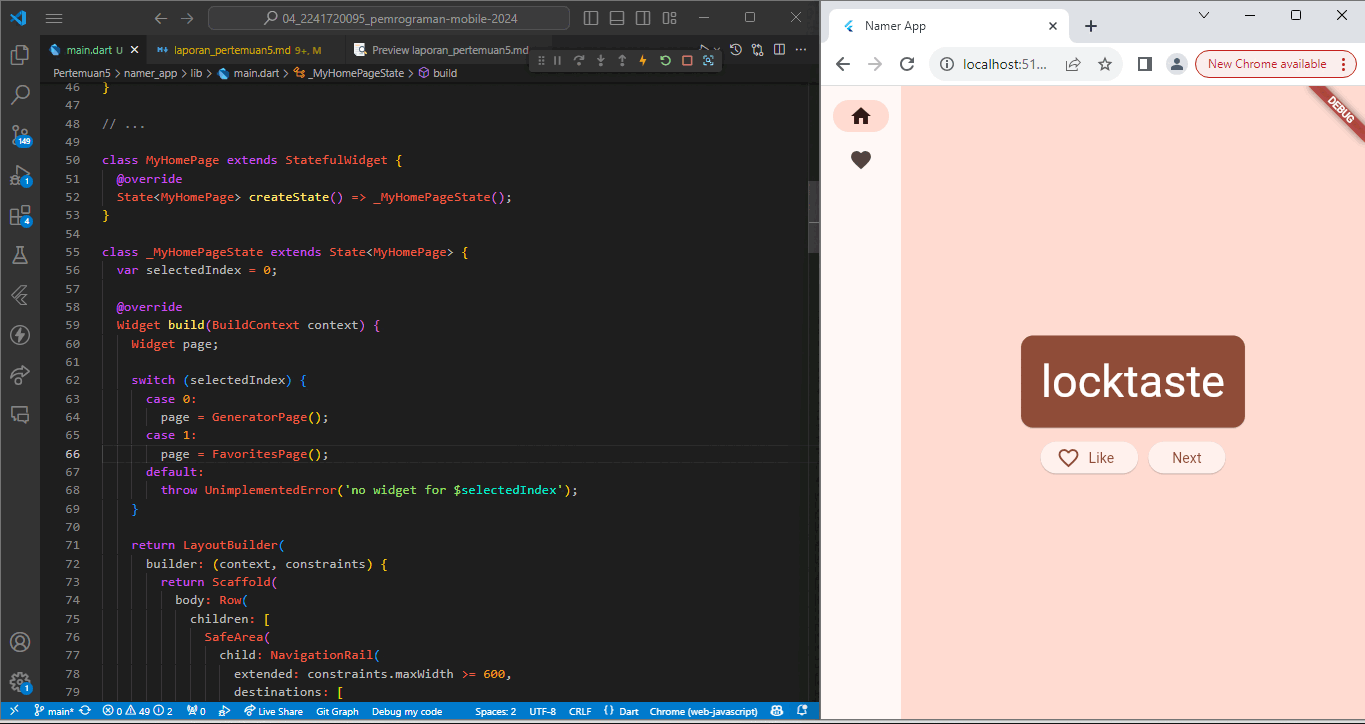 04_2241720095_pemrograman-mobile-2024
main.dart U
laporan_pertemuan5.md 9+, M
Preview laporan_pertemuan5.md
Pertemuan5 > namer_app > lib > main.dart > _MyHomePageState > build
46 }
47
48 // ...
49
50 class MyHomePage extends StatefulWidget {
51 @override
52 State<MyHomePage> createState() => _MyHomePageState();
53 }
54
55 class _MyHomePageState extends State<MyHomePage> {
56 var selectedIndex = 0;
57
58 @override
59 Widget build(BuildContext context) {
60 Widget page;
61
62 switch (selectedIndex) {
63 case 0:
64 page = GeneratorPage();
65 case 1:
66 page = FavoritesPage();
67 default:
68 throw UnimplementedError('no widget for $selectedIndex');
69 }
70
71 return LayoutBuilder(
72 builder: (context, constraints) {
73 return Scaffold(
74 body: Row(
75 children: [
76 SafeArea(
77 child: NavigationRail(
78 extended: constraints.maxWidth >= 600,
79 destinations: [
149
1
4
1
main* 0 49 2 0 Live Share Git Graph Debug my code Spaces: 2 UTF-8 CRLF {} Dart Chrome (web-javascript)
Namer App
localhost:51...
New Chrome available
DEBUG
locktaste
Like
Next